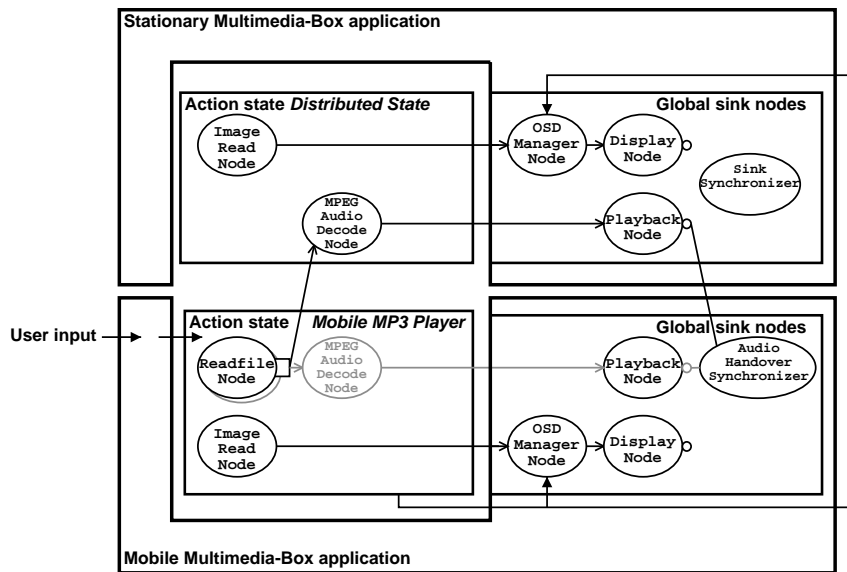 Stationary Multimedia-Box application
Action state Distributed State
Global sink nodes
Image
Read
Node
OSD
Manager
Node
Display
Node
Sink
Synchronizer
MPEG
Audio
Decode
Node
Playback
Node
User input
Action state Mobile MP3 Player
Global sink nodes
Readfile
Node
MPEG
Audio
Decode
Node
Playback
Node
Audio
Handover
Synchronizer
Image
Read
Node
OSD
Manager
Node
Display
Node
Mobile Multimedia-Box application